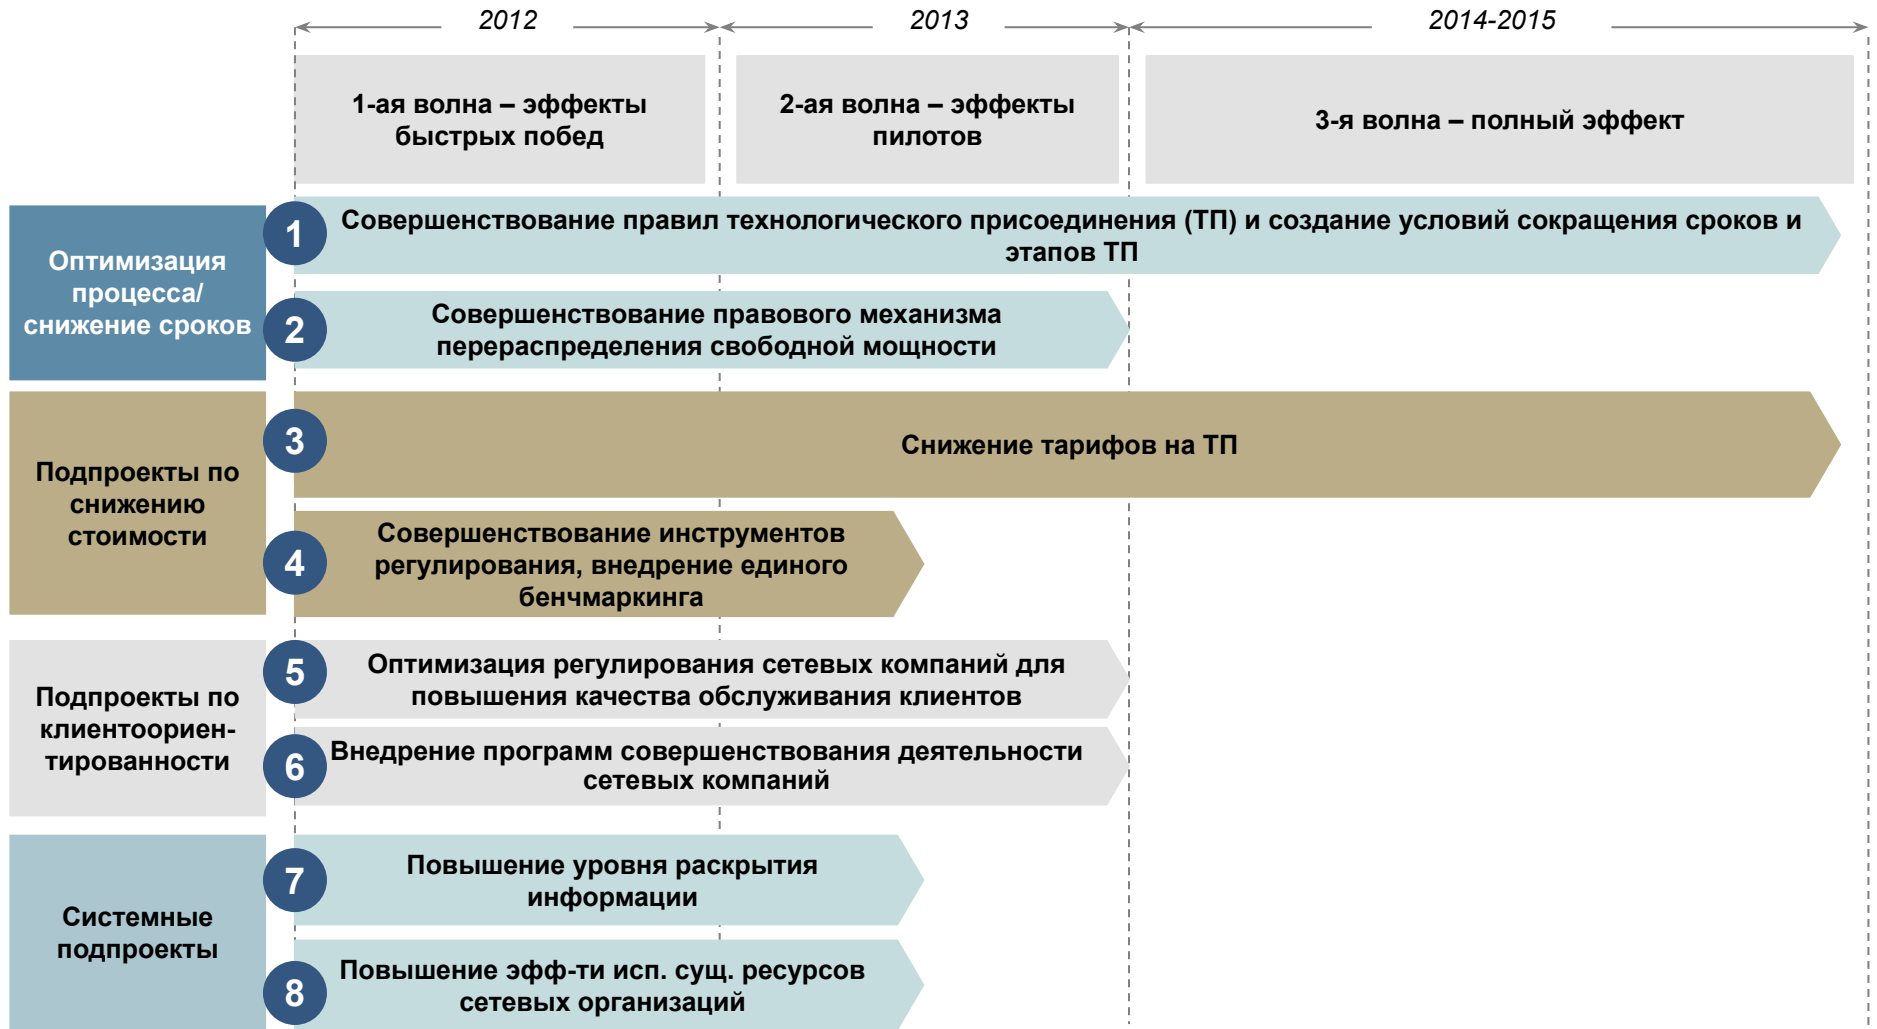 2012
2013
2014-2015
1-ая волна – эффекты
быстрых побед
2-ая волна – эффекты
пилотов
3-я волна – полный эффект
Оптимизация
процесса/
снижение сроков
1
Совершенствование правил технологического присоединения (ТП) и создание условий сокращения сроков и
этапов ТП
2
Совершенствование правового механизма
перераспределения свободной мощности
Подпроекты по
снижению
стоимости
3
Снижение тарифов на ТП
4
Совершенствование инструментов
регулирования, внедрение единого
бенчмаркинга
Подпроекты по
клиентоориен-
тированности
5
Оптимизация регулирования сетевых компаний для
повышения качества обслуживания клиентов
6
Внедрение программ совершенствования деятельности
сетевых компаний
Системные
подпроекты
7
Повышение уровня раскрытия
информации
8
Повышение эфф-ти исп. сущ. ресурсов
сетевых организаций